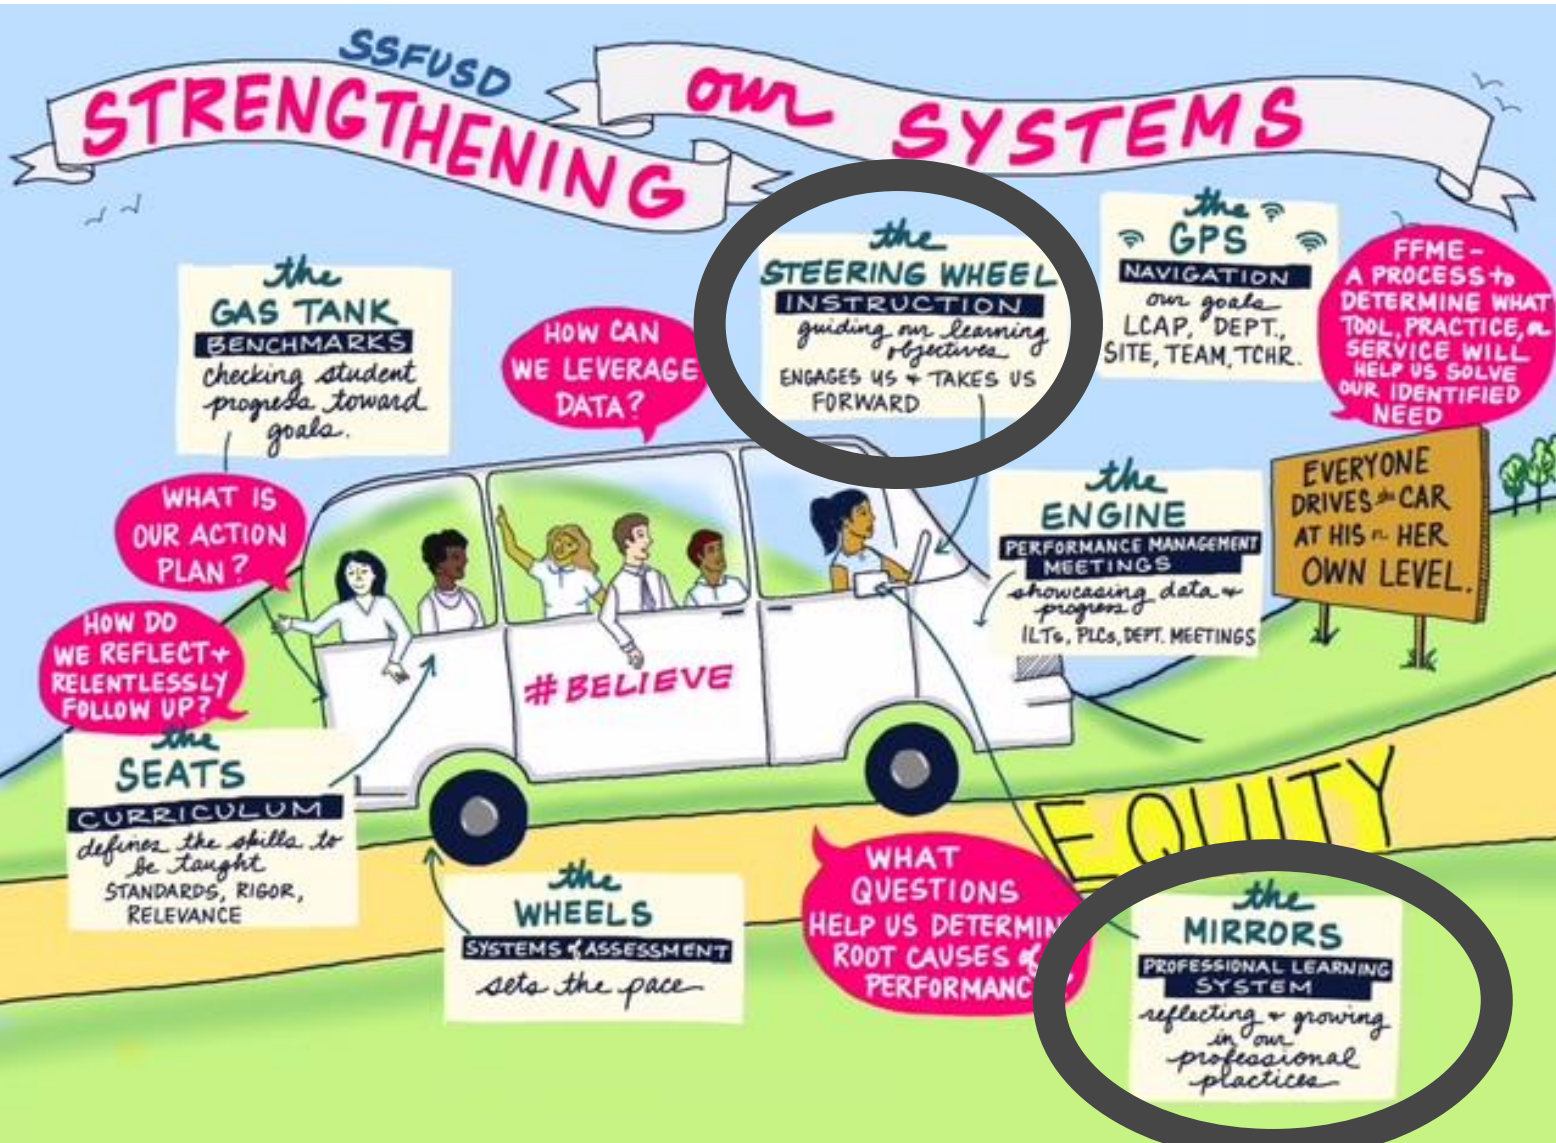 SSFUSD
STRENGTHENING
our SYSTEMS
the
GAS TANK
BENCHMARKS
checking student
progress toward
goals.
HOW CAN
WE LEVERAGE
DATA?
the
STEERING WHEEL
INSTRUCTION
guiding our learning
objectives
ENGAGES US + TAKES US
FORWARD
the
GPS
NAVIGATION
our goals
LCAP, DEPT.,
SITE, TEAM, TCHR.
FFME -
A PROCESS to
DETERMINE WHAT
TOOL, PRACTICE, or
SERVICE WILL
HELP US SOLVE
OUR IDENTIFIED
NEED
WHAT IS
OUR ACTION
PLAN?
the
ENGINE
PERFORMANCE MANAGEMENT
MEETINGS
showcasing data +
progress
ILTs, PLCs, DEPT. MEETINGS
EVERYONE
DRIVES the CAR
AT HIS or HER
OWN LEVEL.
HOW DO
WE REFLECT +
RELENTLESSLY
FOLLOW UP?
#BELIEVE
the
SEATS
CURRICULUM
defines the skills to
be taught
STANDARDS, RIGOR,
RELEVANCE
the
WHEELS
SYSTEMS of ASSESSMENT
sets the pace
EQUITY
WHAT
QUESTIONS
HELP US DETERMIN
ROOT CAUSES of
PERFORMANC
the
MIRRORS
PROFESSIONAL LEARNING
SYSTEM
reflecting + growing
in our
professional
practices